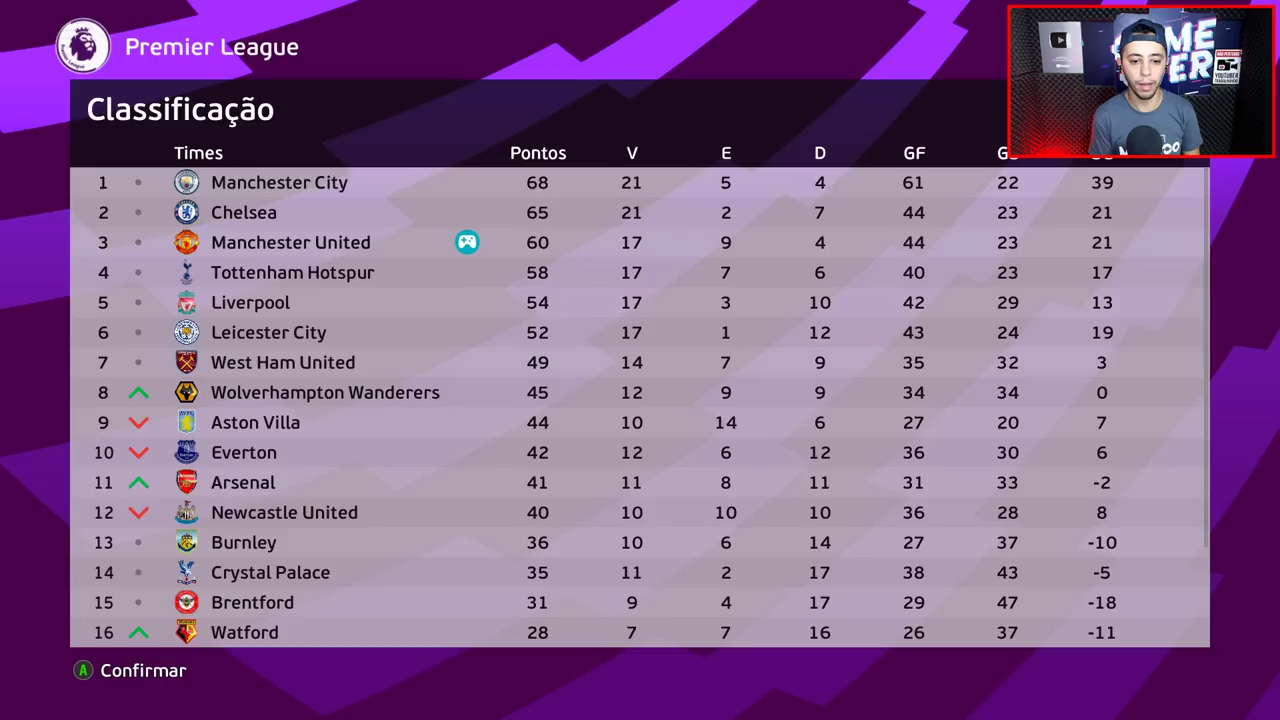 Premier League
Classificação
Times Pontos V E D GF
1 Manchester City 68 21 5 4 61 22 39
2 Chelsea 65 21 2 7 44 23 21
3 Manchester United 60 17 9 4 44 23 21
4 Tottenham Hotspur 58 17 7 6 40 23 17
5 Liverpool 54 17 3 10 42 29 13
6 Leicester City 52 17 1 12 43 24 19
7 West Ham United 49 14 7 9 35 32 3
8 Wolverhampton Wanderers 45 12 9 9 34 34 0
9 Aston Villa 44 10 14 6 27 20 7
10 Everton 42 12 6 12 36 30 6
11 Arsenal 41 11 8 11 31 33 -2
12 Newcastle United 40 10 10 10 36 28 8
13 Burnley 36 10 6 14 27 37 -10
14 Crystal Palace 35 11 2 17 38 43 -5
15 Brentford 31 9 4 17 29 47 -18
16 Watford 28 7 7 16 26 37 -11
A Confirmar